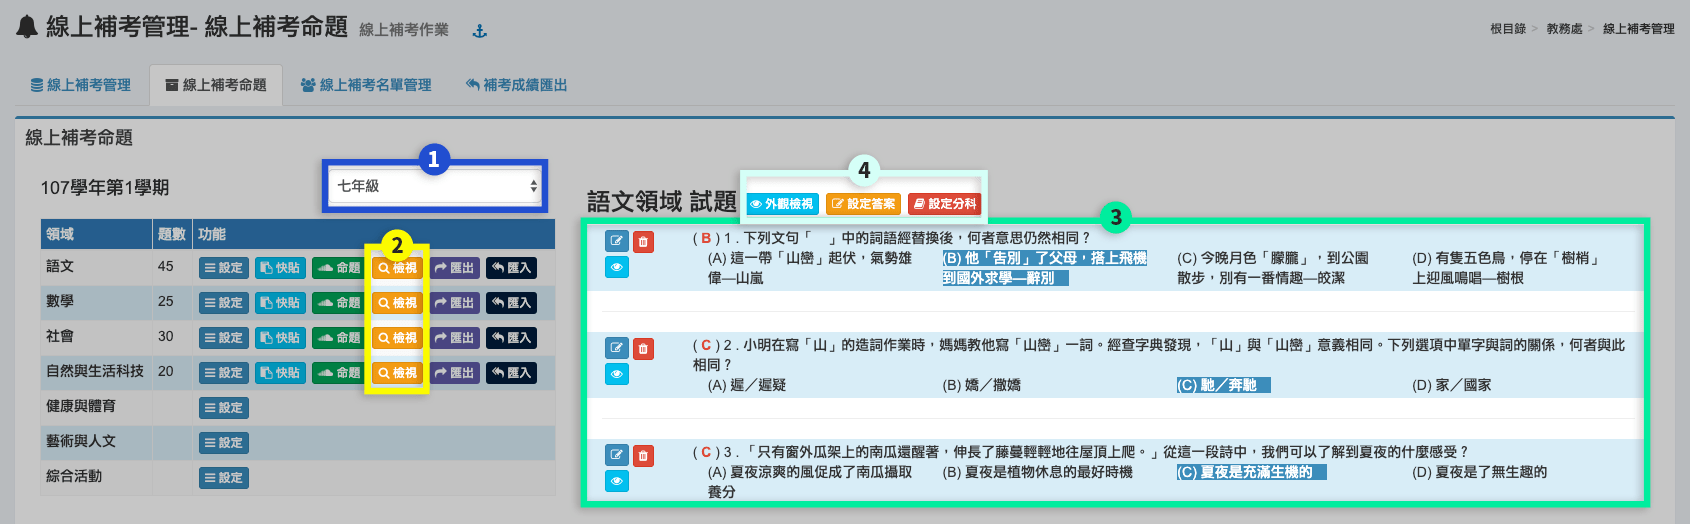 線上補考管理- 線上補考命題 線上補考作業
根目錄 > 教務處 > 線上補考管理
線上補考管理 線上補考命題 線上補考名單管理 補考成績匯出
線上補考命題
107學年第1學期
1
七年級
領域 題數 功能
2
語文 45 設定 快貼 命題 檢視 匯出 匯入
數學 25 設定 快貼 命題 檢視 匯出 匯入
社會 30 設定 快貼 命題 檢視 匯出 匯入
自然與生活科技 20 設定 快貼 命題 檢視 匯出 匯入
健康與體育 設定
藝術與人文 設定
綜合活動 設定
4
語文領域 試題 外觀檢視 設定答案 設定分科
3
( B ) 1 . 下列文句「　」中的詞語經替換後，何者意思仍然相同？
(A) 這一帶「山巒」起伏，氣勢雄
偉—山嵐
(B) 他「告別」了父母，搭上飛機
到國外求學—辭別
(C) 今晚月色「朦朧」，到公園
散步，別有一番情趣—皎潔
(D) 有隻五色鳥，停在「樹梢」
上迎風鳴唱—樹根
( C ) 2 . 小明在寫「山」的造詞作業時，媽媽教他寫「山巒」一詞。經查字典發現，「山」與「山巒」意義相同。下列選項中單字與詞的關係，何者與此
相同？
(A) 遲／遲疑 (B) 嬌／撒嬌 (C) 馳／奔馳 (D) 家／國家
( C ) 3 . 「只有窗外瓜架上的南瓜還醒著，伸長了藤蔓輕輕地往屋頂上爬。」從這一段詩中，我們可以了解到夏夜的什麼感受？
(A) 夏夜涼爽的風促成了南瓜攝取
養分
(B) 夏夜是植物休息的最好時機
(C) 夏夜是充滿生機的
(D) 夏夜是了無生趣的